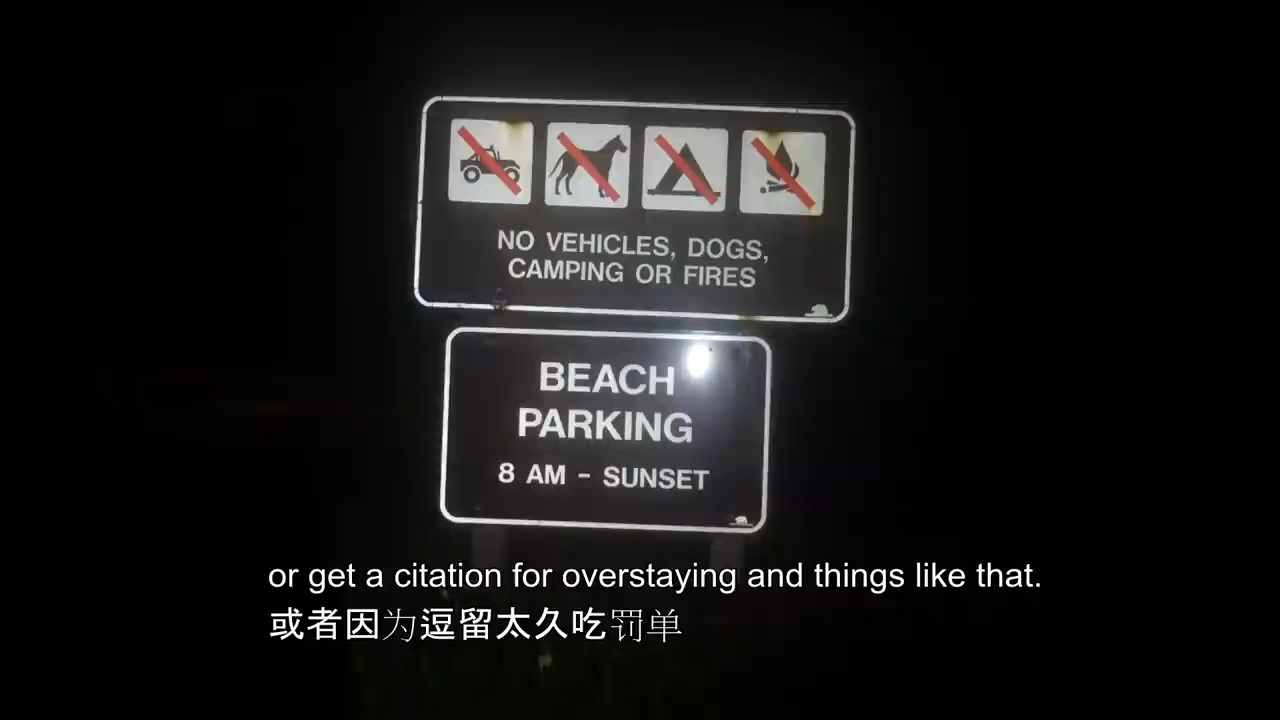 NO VEHICLES, DOGS,
CAMPING OR FIRES
BEACH
PARKING
8 AM - SUNSET
or get a citation for overstaying and things like that.
或者因为逗留太久吃罚单